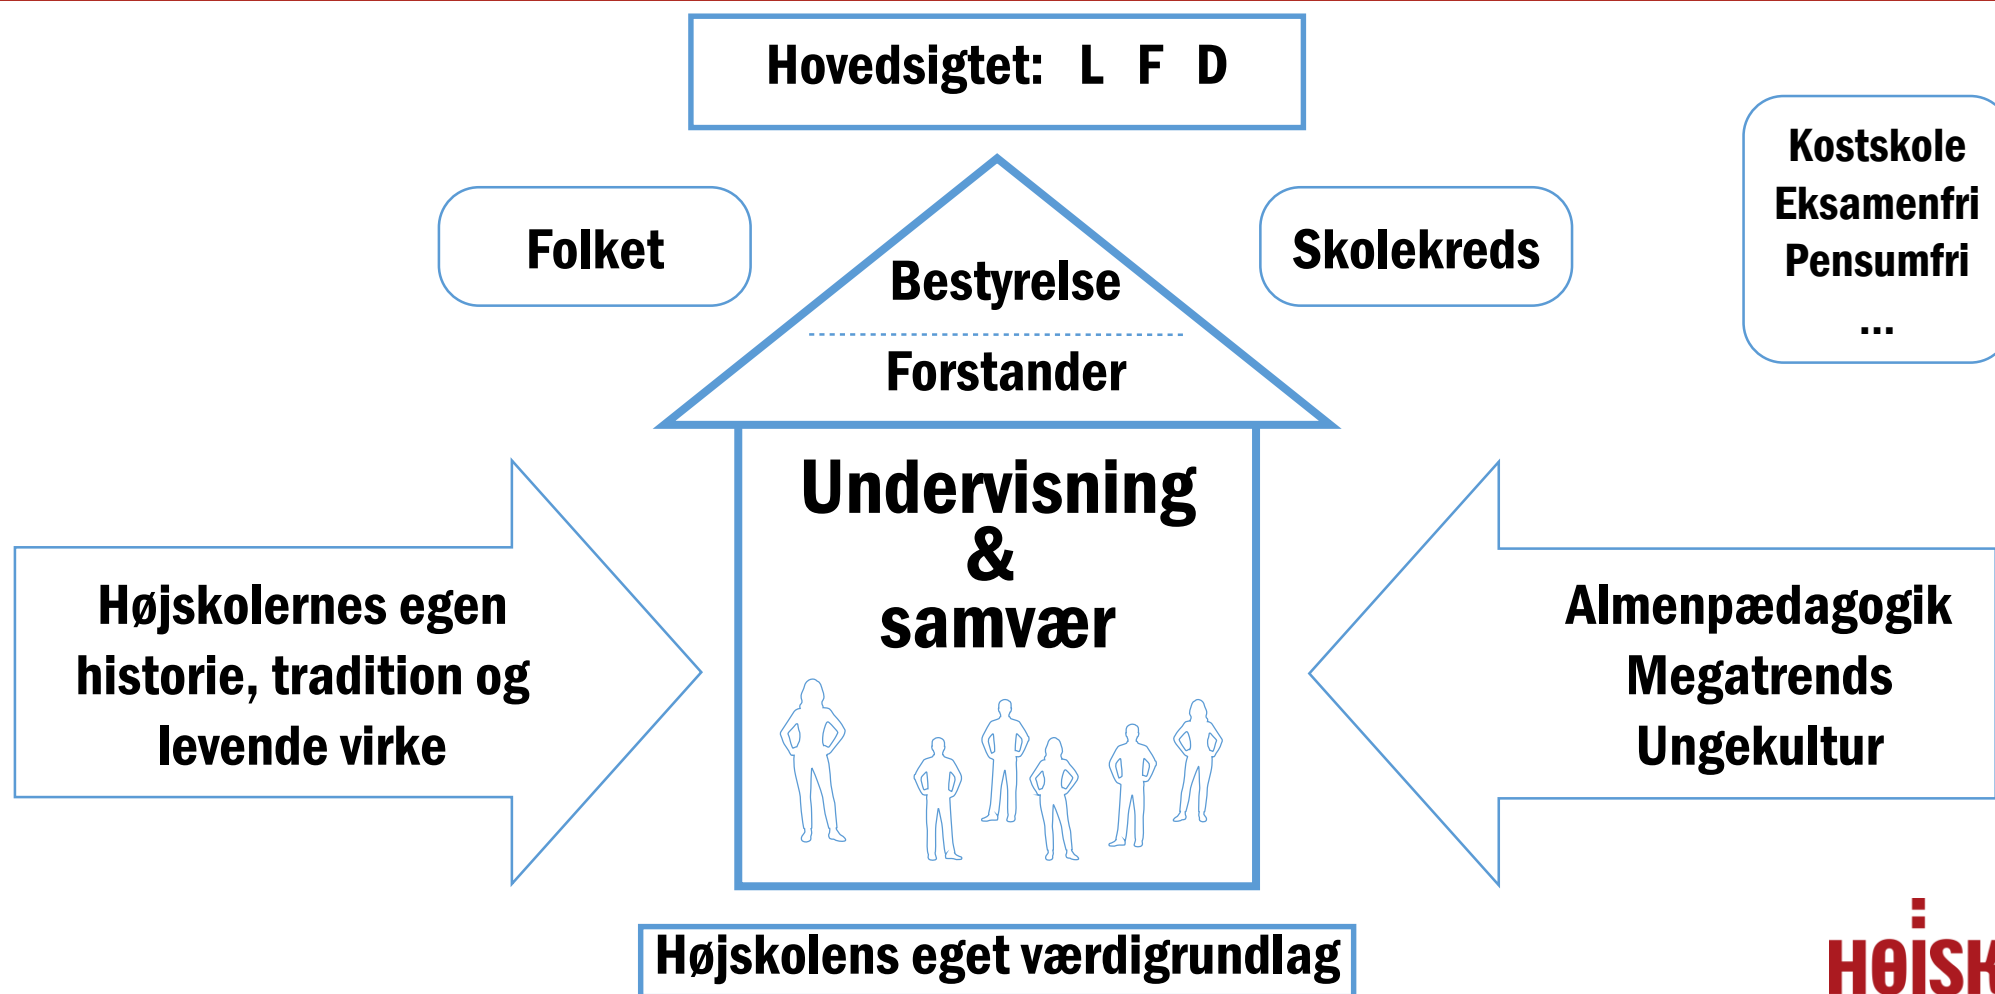 Hovedsigtet: L F D
Folket
Skolekreds
Kostskole
Eksamenfri
Pensumfri
...
Bestyrelse
Forstander
Undervisning
&
samvær
Højskolernes egen
historie, tradition og
levende virke
Almenpædagogik
Megatrends
Ungekultur
Højskolens eget værdigrundlag